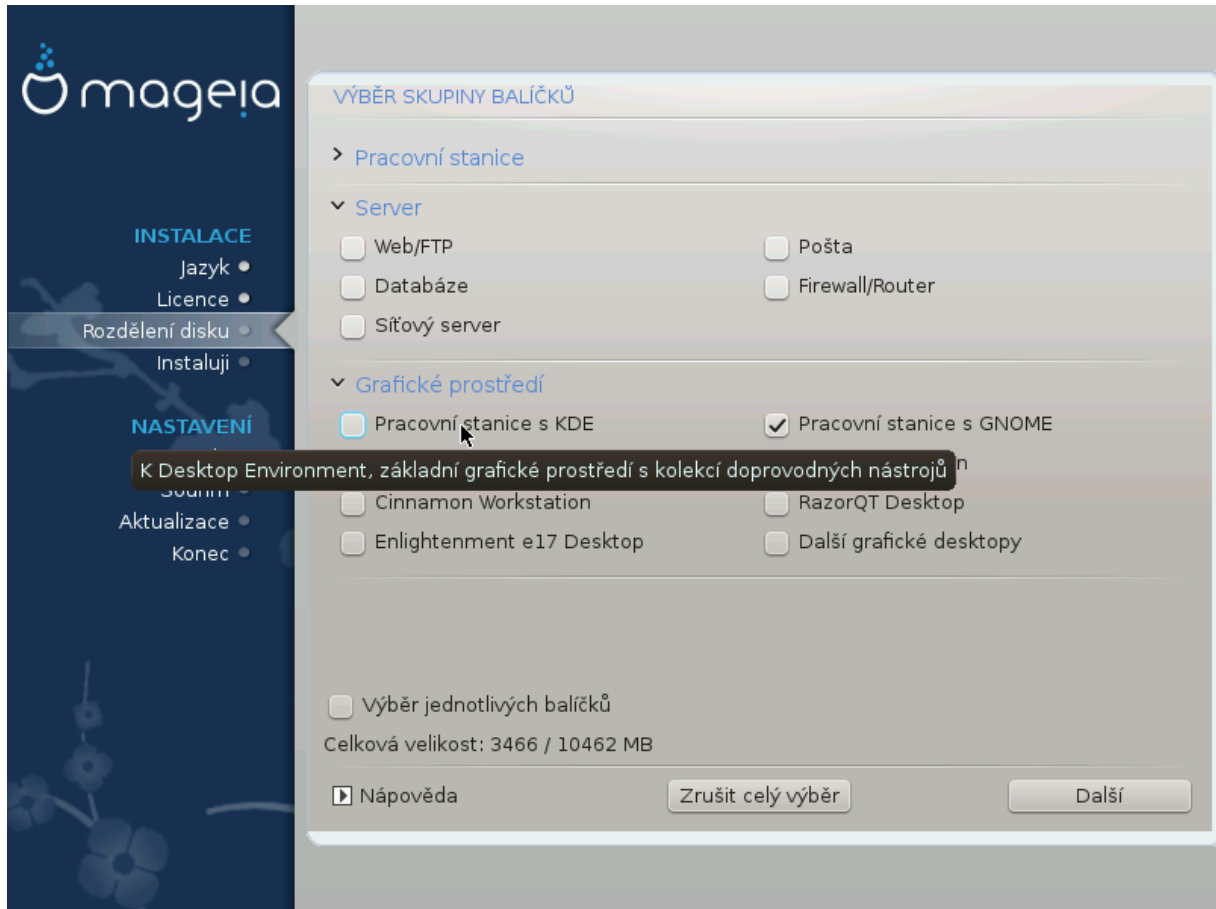 mageia
INSTALACE
Jazyk
Licence
Rozdělení disku
Instaluji
NASTAVENÍ
Aktualizace
Konec
VÝBĚR SKUPINY BALÍČKŮ
Pracovní stanice
Server
Web/FTP
Pošta
Databáze
Firewall/Router
Síťový server
Grafické prostředí
Pracovní stanice s KDE
Pracovní stanice s GNOME
K Desktop Environment, základní grafické prostředí s kolekcí doprovodných nástrojů
Cinnamon Workstation
RazorQT Desktop
Enlightenment e17 Desktop
Další grafické desktopy
Výběr jednotlivých balíčků
Celková velikost: 3466 / 10462 MB
Nápověda
Zrušit celý výběr
Další